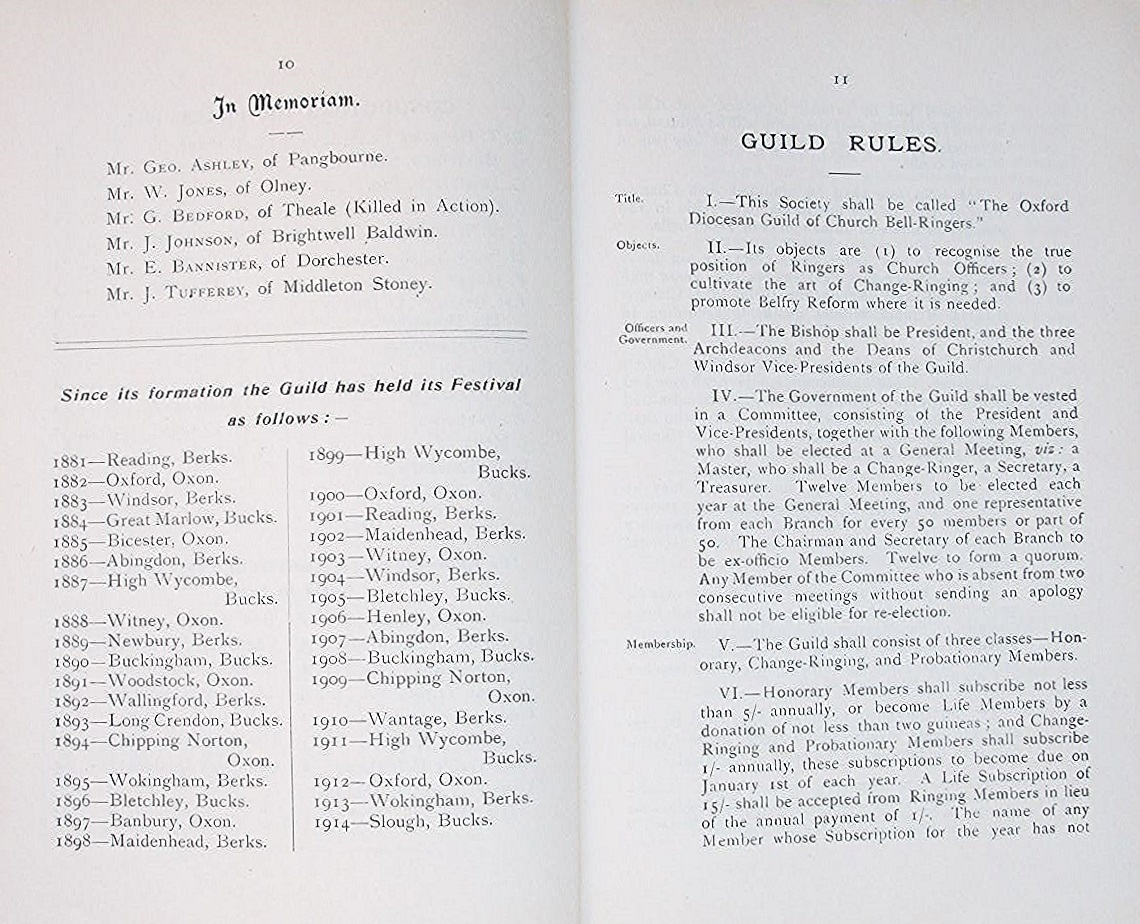 10
In Memoriam.
Mr. Geo. Ashley, of Pangbourne.
Mr. W. Jones, of Olney.
Mr. G. Bedford, of Theale (Killed in Action).
Mr. J. Johnson, of Brightwell Baldwin.
Mr. E. Bannister, of Dorchester.
Mr. J. Tufferey, of Middleton Stoney.
Since its formation the Guild has held its Festival
as follows:—
1881—Reading, Berks.
1882—Oxford, Oxon.
1883—Windsor, Berks.
1884—Great Marlow, Bucks.
1885—Bicester, Oxon.
1886—Abingdon, Berks.
1887—High Wycombe,
Bucks.
1888—Witney, Oxon.
1889—Newbury, Berks.
1890—Buckingham, Bucks.
1891—Woodstock, Oxon.
1892—Wallingford, Berks.
1893—Long Crendon, Bucks.
1894—Chipping Norton,
Oxon.
1895—Wokingham, Berks.
1896—Bletchley, Bucks.
1897—Banbury, Oxon.
1898—Maidenhead, Berks.
1899—High Wycombe,
Bucks.
1900—Oxford, Oxon.
1901—Reading, Berks.
1902—Maidenhead, Berks.
1903—Witney, Oxon.
1904—Windsor, Berks.
1905—Bletchley, Bucks.
1906—Henley, Oxon.
1907—Abingdon, Berks.
1908—Buckingham, Bucks.
1909—Chipping Norton,
Oxon.
1910—Wantage, Berks.
1911—High Wycombe,
Bucks.
1912—Oxford, Oxon.
1913—Wokingham, Berks.
1914—Slough, Bucks.
11
GUILD RULES.
Title. I.—This Society shall be called "The Oxford
Diocesan Guild of Church Bell-Ringers."
Objects. II.—Its objects are (1) to recognise the true
position of Ringers as Church Officers; (2) to
cultivate the art of Change-Ringing; and (3) to
promote Belfry Reform where it is needed.
Officers and
Government.
III.—The Bishop shall be President, and the three
Archdeacons and the Deans of Christchurch and
Windsor Vice-Presidents of the Guild.
IV.—The Government of the Guild shall be vested
in a Committee, consisting of the President and
Vice-Presidents, together with the following Members,
who shall be elected at a General Meeting, viz: a
Master, who shall be a Change-Ringer, a Secretary, a
Treasurer. Twelve Members to be elected each
year at the General Meeting, and one representative
from each Branch for every 50 members or part of
50. The Chairman and Secretary of each Branch to
be ex-officio Members. Twelve to form a quorum.
Any Member of the Committee who is absent from two
consecutive meetings without sending an apology
shall not be eligible for re-election.
Membership. V.—The Guild shall consist of three classes—Hon-
orary, Change-Ringing, and Probationary Members.
VI.—Honorary Members shall subscribe not less
than 5/- annually, or become Life Members by a
donation of not less than two guineas; and Change-
Ringing and Probationary Members shall subscribe
1/- annually, these subscriptions to become due on
January 1st of each year. A Life Subscription of
15/- shall be accepted from Ringing Members in lieu
of the annual payment of 1/-. The name of any
Member whose Subscription for the year has not